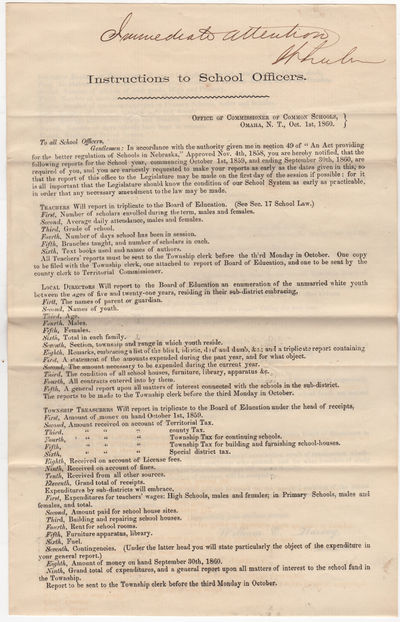 Immediate attention
Instructions to School Officers.
Office of Commissioner of Common Schools, }
Omaha, N. T., Oct. 1st, 1860. }
To all School Officers.
Gentlemen: In accordance with the authority given me in section 49 of "An Act providing
for the better regulation of Schools in Nebraska," Approved Nov. 4th, 1858, you are hereby notified, that the
following reports for the School year, commencing October 1st, 1859, and ending September 30th, 1860, are
required of you, and you are earnestly requested to make your reports as early as the dates given in this, so
that the report of this office to the Legislature may be made on the first day of the session if possible: for it
is all important that the Legislature should know the condition of our School System as early as practicable,
in order that any necessary amendment to the law may be made.
Teachers Will report in triplicate to the Board of Education. (See Sec. 17 School Law.)
First, Number of scholars enrolled during the term, males and females.
Second, Average daily attendance, males and females.
Third, Grade of school.
Fourth, Number of days school has been in session.
Fifth, Branches taught, and number of scholars in each.
Sixth, Text books used and names of authors.
All Teachers' reports must be sent to the Township clerk before the third Monday in October. One copy
to be filed with the Township clerk, one attached to report of Board of Education, and one to be sent by the
county clerk to Territorial Commissioner.
Local Directors Will report to the Board of Education an enumeration of the unmarried white youth
between the ages of five and twenty-one years, residing in their sub-district embracing,
First, The names of parent or guardian.
Second, Names of youth.
Third, Age.
Fourth, Males.
Fifth, Females.
Sixth, Total in each family.
Seventh, Section, township and range in which youth reside.
Eighth, Remarks, embracing a list of the blind, idiotic, deaf and dumb, &c; and a triplicate report containing
First, A statement of the amounts expended during the past year, and for what object.
Second, The amount necessary to be expended during the current year.
Third, The condition of all school houses, furniture, library, apparatus &c.
Fourth, All contracts entered into by them.
Fifth, A general report upon all matters of interest connected with the schools in the sub-district.
The reports to be made to the Township clerk before the third Monday in October.
Township Treasurers Will report in triplicate to the Board of Education under the head of receipts,
First, Amount of money on hand October 1st, 1859.
Second, Amount received on account of Territorial Tax.
Third, " " " county Tax.
Fourth, " " " Township Tax for continuing schools.
Fifth, " " " Township Tax for building and furnishing school-houses.
Sixth, " " " Special district tax.
Eighth, Received on account of License fees.
Ninth, Received on account of fines.
Tenth, Received from all other sources.
Eleventh, Grand total of receipts.
Expenditures by sub-districts will embrace,
First, Expenditures for teachers' wages: High Schools, males and females; in Primary Schools, males and
females, and total.
Second, Amount paid for school house sites.
Third, Building and repairing school houses.
Fourth, Rent for school rooms.
Fifth, Furniture apparatus, library.
Sixth, Fuel.
Seventh, Contingencies. (Under the latter head you will state particularly the object of the expenditure in
your general report.)
Eighth, Amount of money on hand September 30th, 1860.
Ninth, Grand total of expenditures, and a general report upon all matters of interest to the school fund in
the Township.
Report to be sent to the Township clerk before the third Monday in October.